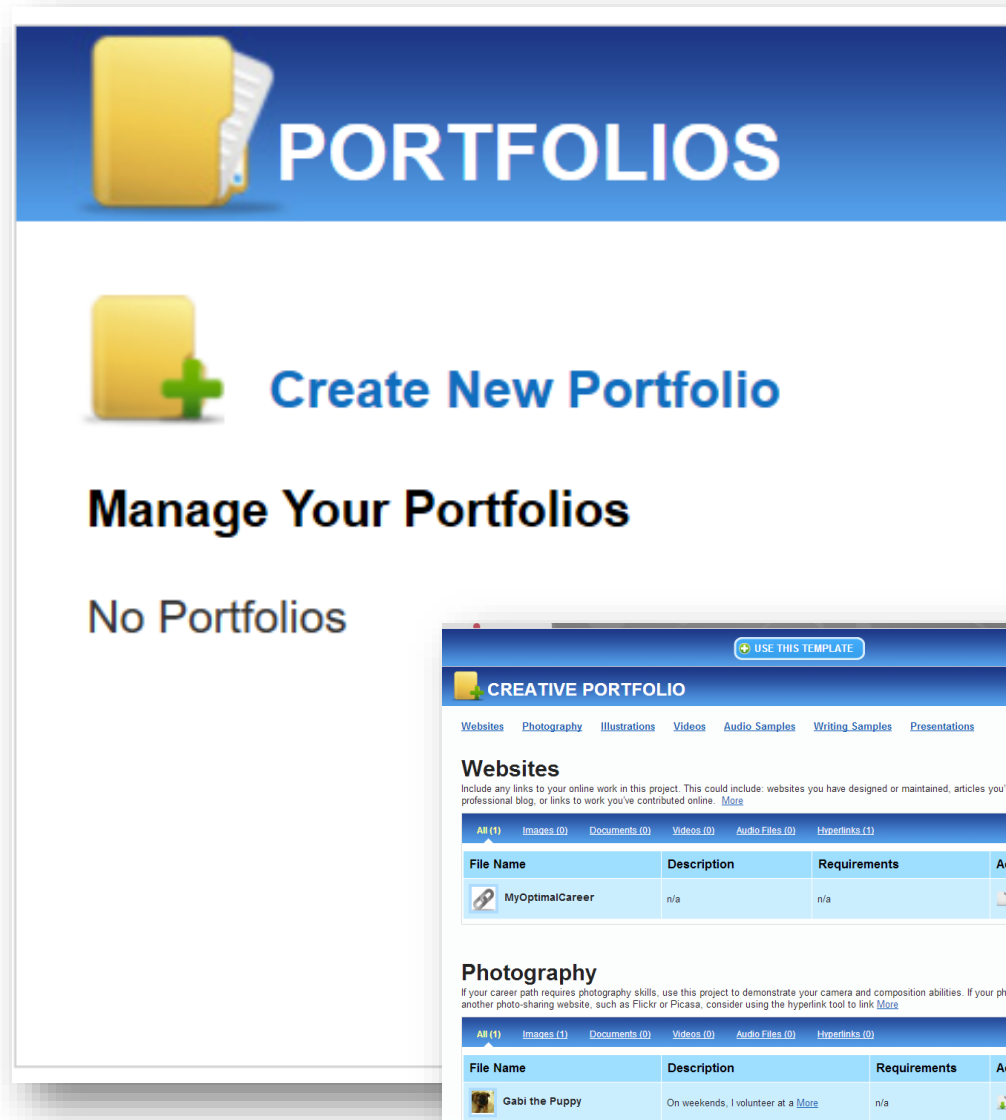 PORTFOLIOS
Create New Portfolio
Manage Your Portfolios
No Portfolios
USE THIS TEMPLATE
CREATIVE PORTFOLIO
Websites Photography Illustrations Videos Audio Samples Writing Samples Presentations
Websites
Include any links to your online work in this project. This could include: websites you have designed or maintained, articles you'
professional blog, or links to work you've contributed online. More
All (1) Images (0) Documents (0) Videos (0) Audio Files (0) Hyperlinks (1)
File Name Description Requirements
MyOptimalCareer n/a n/a
Photography
If your career path requires photography skills, use this project to demonstrate your camera and composition abilities. If your ph
another photo-sharing website, such as Flickr or Picasa, consider using the hyperlink tool to link More
All (1) Images (1) Documents (0) Videos (0) Audio Files (0) Hyperlinks (0)
File Name Description Requirements
Gabi the Puppy On weekends, I volunteer at a More n/a